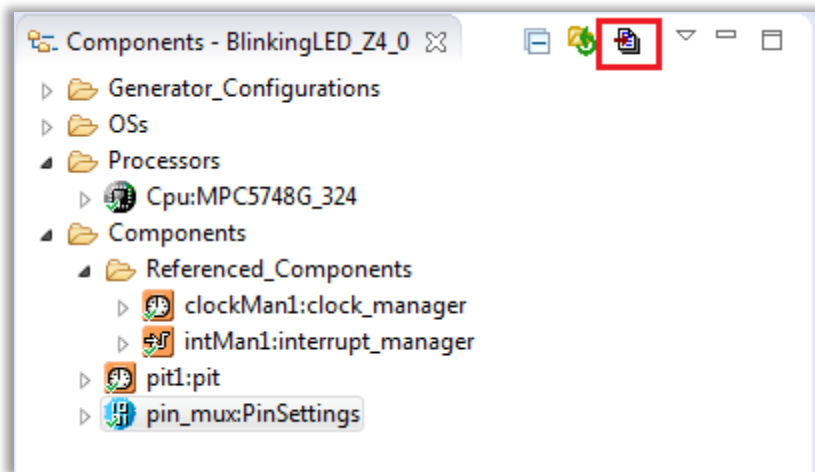 Components - BlinkingLED_Z4_0
Generator_Configurations
OSs
Processors
Cpu:MPC5748G_324
Components
Referenced_Components
clockMan1:clock_manager
intMan1:interrupt_manager
pit1:pit
pin_mux:PinSettings